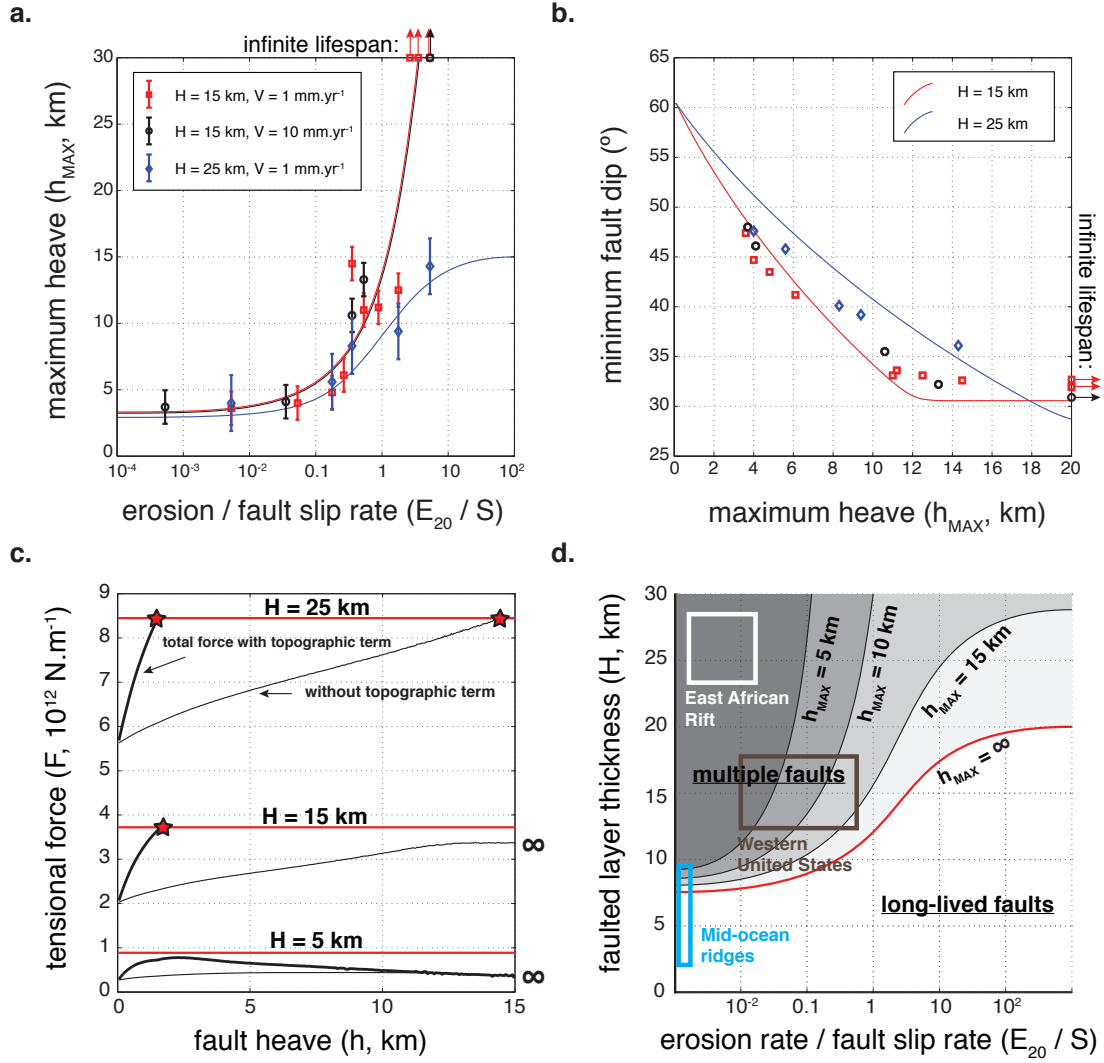 a.
infinite lifespan:
30
25
20
15
10
5
0
H = 15 km, V = 1 mm.yr⁻¹
H = 15 km, V = 10 mm.yr⁻¹
H = 25 km, V = 1 mm.yr⁻¹
maximum heave (hMAX, km)
10⁻⁴ 10⁻³ 10⁻² 0.1 1 10 10²
erosion / fault slip rate (E₂₀ / S)
b.
65
60
55
50
45
40
35
30
25
H = 15 km
H = 25 km
minimum fault dip (º)
infinite lifespan:
0 2 4 6 8 10 12 14 16 18 20
maximum heave (hMAX, km)
c.
9
8
7
6
5
4
3
2
1
0
H = 25 km
total force with topographic term
without topographic term
H = 15 km
∞
H = 5 km
∞
tensional force (F, 10¹² N.m⁻¹)
0 5 10 15
fault heave (h, km)
d.
30
25
20
15
10
5
0
East African
Rift
hMAX = 5 km
hMAX = 10 km
hMAX = 15 km
hMAX = ∞
multiple faults
Western
United States
long-lived faults
Mid-ocean
ridges
faulted layer thickness (H, km)
10⁻² 0.1 1 10 10²
erosion rate / fault slip rate (E₂₀ / S)